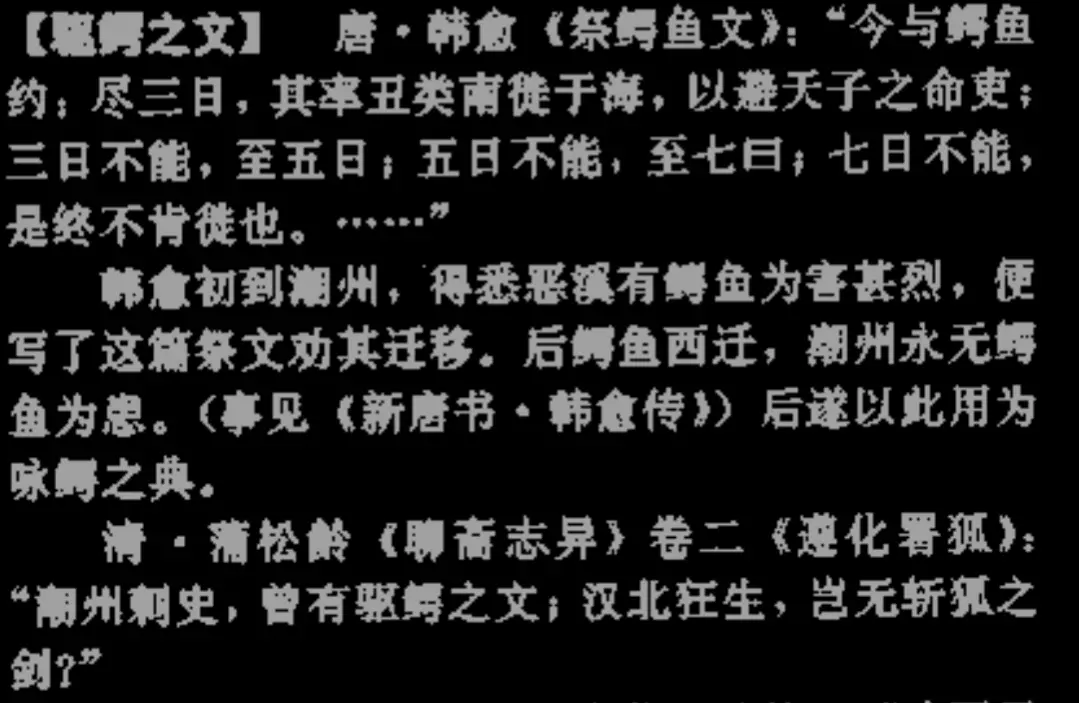 【驱鳄之文】 唐·韩愈《祭鳄鱼文》：“今与鳄鱼
约：尽三日，其率丑类南徙于海，以避天子之命吏；
三日不能，至五日；五日不能，至七日；七日不能，
是终不肯徙也。……”
韩愈初到潮州，得悉恶溪有鳄鱼为害甚烈，便
写了这篇祭文劝其迁移。后鳄鱼西迁，潮州永无鳄
鱼为患。（事见《新唐书·韩愈传》）后遂以此用为
咏鳄之典。
清·蒲松龄《聊斋志异》卷二《遵化署狐》：
“潮州刺史，曾有驱鳄之文；汉北狂生，岂无斩狐之
剑？”